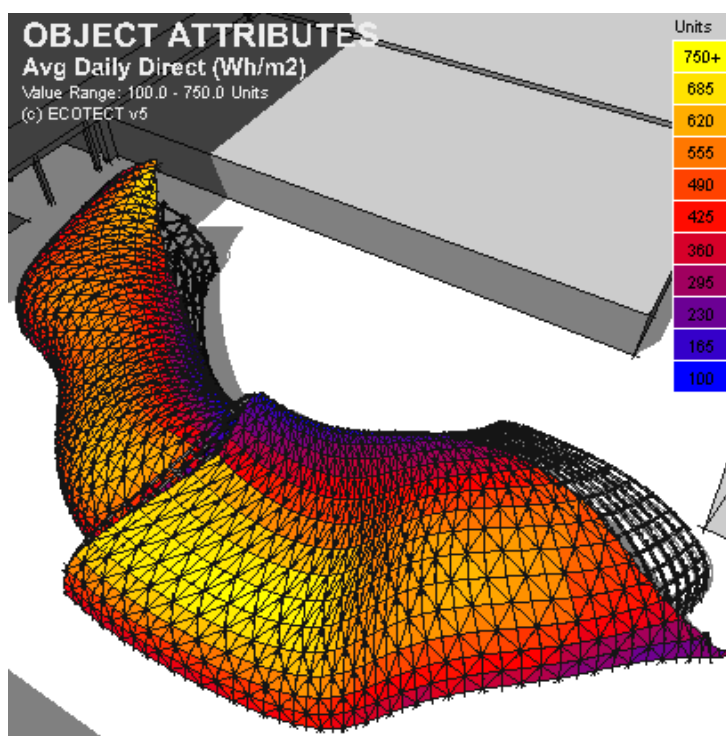 OBJECT ATTRIBUTES
Avg Daily Direct (Wh/m2)
Value Range: 100.0 - 750.0 Units
(c) ECOTECT v5
Units
750+
685
620
555
490
425
360
295
230
165
100